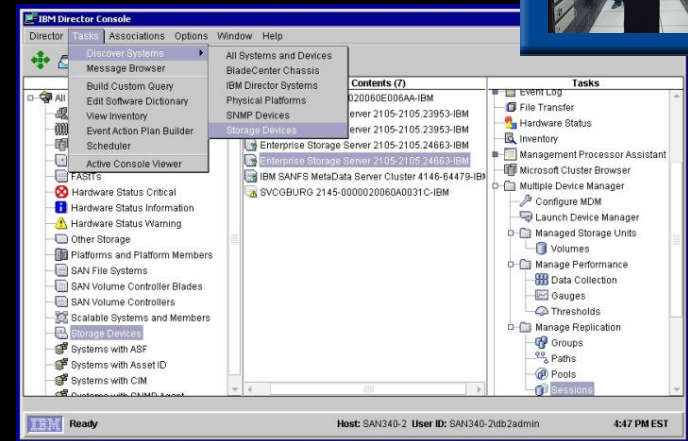 IBM Director Console
Director Tasks Associations Options Window Help
Discover Systems
Message Browser
Build Custom Query
Edit Software Dictionary
View Inventory
Event Action Plan Builder
Scheduler
Active Console Viewer
All Systems and Devices
BladeCenter Chassis
IBM Director Systems
Physical Platforms
SNMP Devices
Storage Devices
All
FAStTs
Hardware Status Critical
Hardware Status Information
Hardware Status Warning
Other Storage
Platforms and Platform Members
SAN File Systems
SAN Volume Controller Blades
SAN Volume Controllers
Scalable Systems and Members
Storage Devices
Systems with ASF
Systems with Asset ID
Systems with CIM
Systems with SNMP Agent
Contents (7)
020060E006AA-IBM
erver 2105-2105.23953-IBM
erver 2105-2105.23953-IBM
Enterprise Storage Server 2105-2105.24663-IBM
Enterprise Storage Server 2105-2105.24663-IBM
IBM SANFS MetaData Server Cluster 4146-64479-IBM
SVCGBURG 2145-0000020060A0031C-IBM
Tasks
Event Log
File Transfer
Hardware Status
Inventory
Management Processor Assistant
Microsoft Cluster Browser
Multiple Device Manager
Configure MDM
Launch Device Manager
Managed Storage Units
Volumes
Manage Performance
Data Collection
Gauges
Thresholds
Manage Replication
Groups
Paths
Pools
Sessions
IBM Ready
Host: SAN340-2 User ID: SAN340-2\db2admin
4:47 PM EST